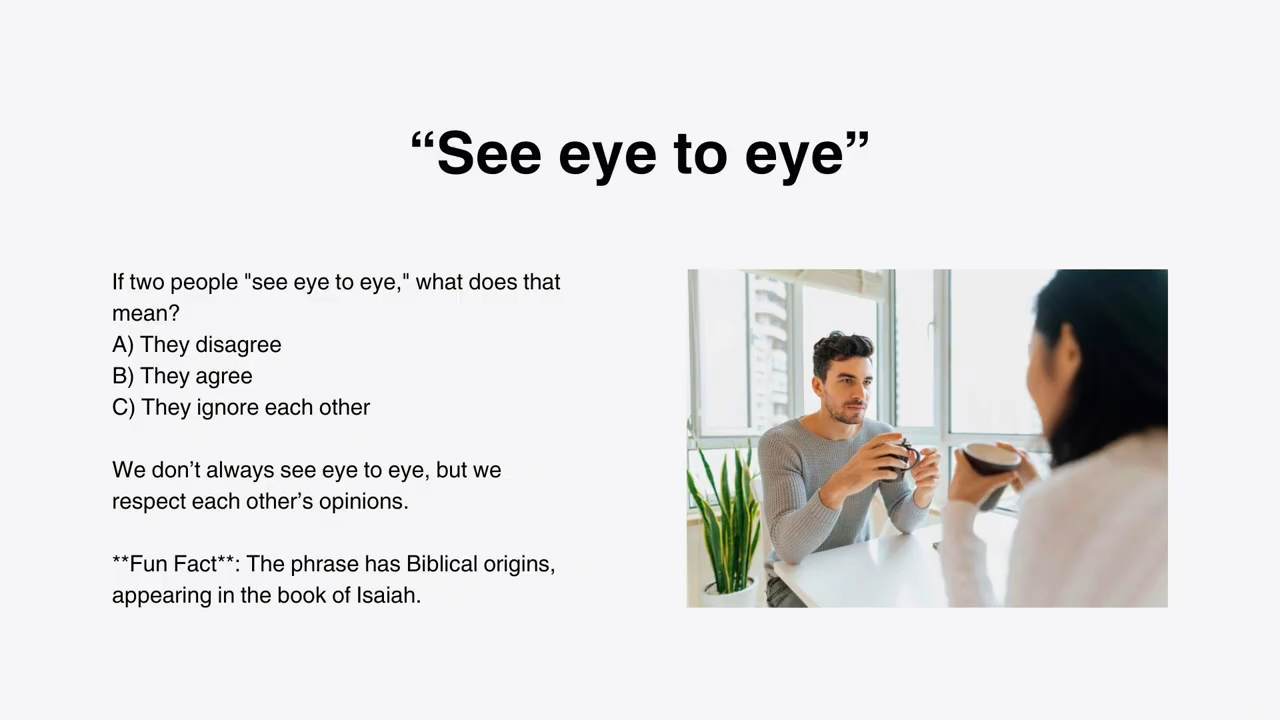 “See eye to eye”
If two people "see eye to eye," what does that
mean?
A) They disagree
B) They agree
C) They ignore each other
We don’t always see eye to eye, but we
respect each other’s opinions.
**Fun Fact**: The phrase has Biblical origins,
appearing in the book of Isaiah.